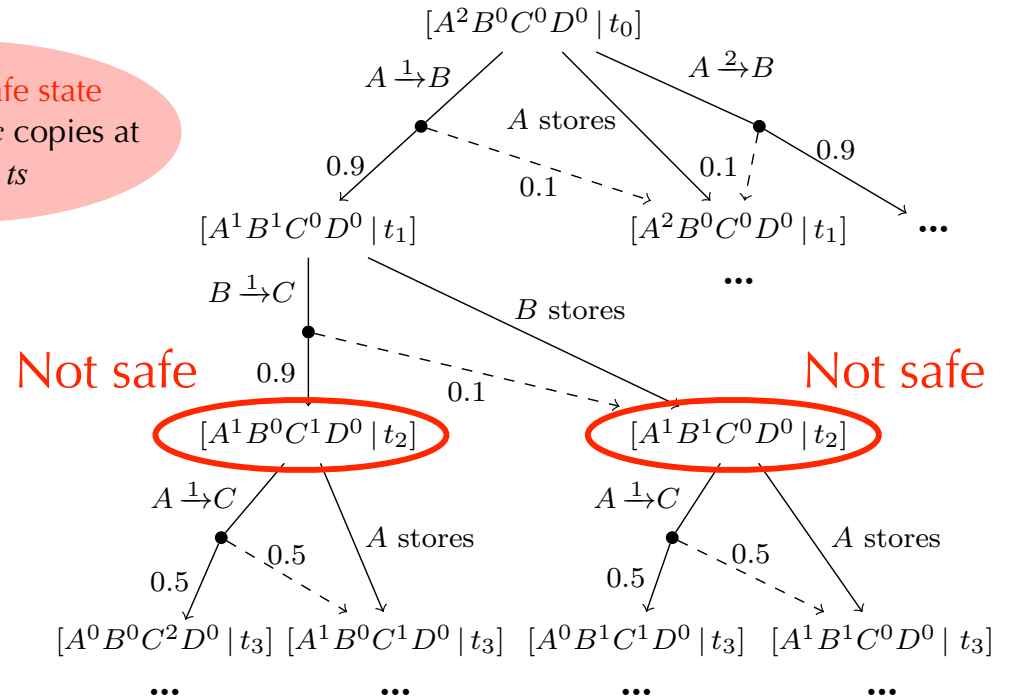 [A²B⁰C⁰D⁰ | t₀]
fe state
copies at
ts
A →¹ B
A stores
A →² B
0.9
0.1
0.1
0.9
[A¹B¹C⁰D⁰ | t₁]
[A²B⁰C⁰D⁰ | t₁]
...
...
B →¹ C
B stores
0.9
0.1
Not safe
Not safe
[A¹B⁰C¹D⁰ | t₂]
[A¹B¹C⁰D⁰ | t₂]
A →¹ C
A stores
A →¹ C
A stores
0.5
0.5
0.5
0.5
[A⁰B⁰C²D⁰ | t₃]
[A¹B⁰C¹D⁰ | t₃]
[A⁰B¹C¹D⁰ | t₃]
[A¹B¹C⁰D⁰ | t₃]
...
...
...
...